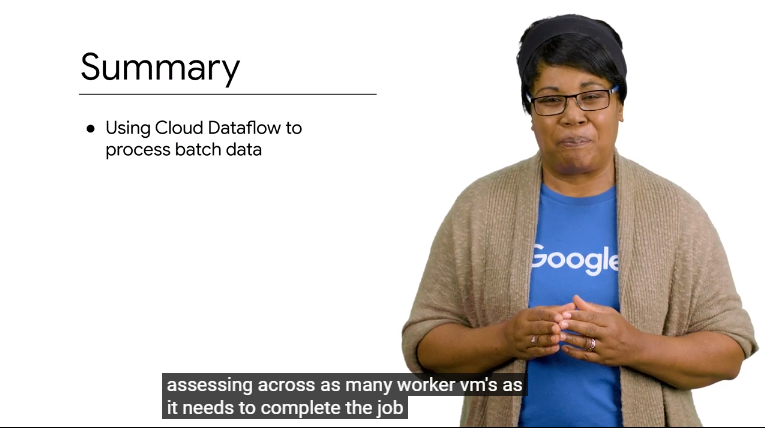 Summary
● Using Cloud Dataflow to
process batch data
Google
assessing across as many worker vm's as
it needs to complete the job